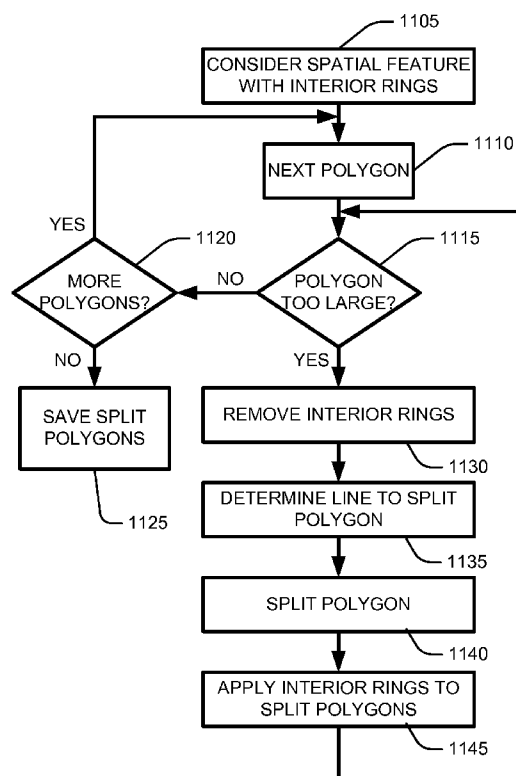 1105
CONSIDER SPATIAL FEATURE
WITH INTERIOR RINGS
1110
NEXT POLYGON
YES
1120
1115
MORE
POLYGONS?
NO
POLYGON
TOO LARGE?
NO
YES
SAVE SPLIT
POLYGONS
1125
REMOVE INTERIOR RINGS
1130
DETERMINE LINE TO SPLIT
POLYGON
1135
SPLIT POLYGON
1140
APPLY INTERIOR RINGS TO
SPLIT POLYGONS
1145